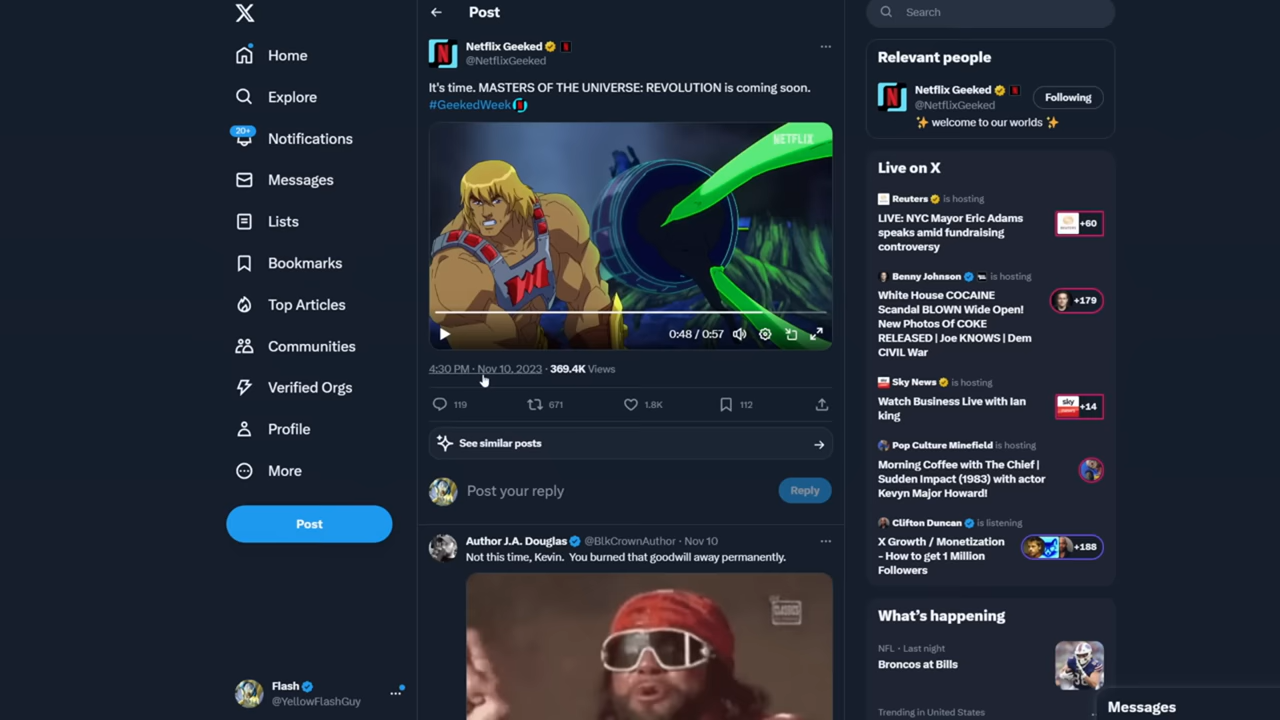 Home
Explore
20+
Notifications
Messages
Lists
Bookmarks
Top Articles
Communities
Verified Orgs
Profile
More
Post
Flash
@YellowFlashGuy
Post
Netflix Geeked
@NetflixGeeked
It's time. MASTERS OF THE UNIVERSE: REVOLUTION is coming soon.
#GeekedWeek
NETFLIX
0:48 / 0:57
4:30 PM · Nov 10, 2023 · 369.4K Views
119
671
1.8K
112
See similar posts
Post your reply
Reply
Author J.A. Douglas @BlkCrownAuthor · Nov 10
Not this time, Kevin. You burned that goodwill away permanently.
CLASSICS
Search
Relevant people
Netflix Geeked
@NetflixGeeked
Following
✨ welcome to our worlds ✨
Live on X
Reuters is hosting
LIVE: NYC Mayor Eric Adams
speaks amid fundraising
controversy
+60
Benny Johnson is hosting
White House COCAINE
Scandal BLOWN Wide Open!
New Photos Of COKE
RELEASED | Joe KNOWS | Dem
CIVIL WAR
+179
Sky News is hosting
Watch Business Live with Ian
king
sky
+14
Pop Culture Minefield is hosting
Morning Coffee with The Chief |
Sudden Impact (1983) with actor
Kevyn Major Howard!
Clifton Duncan is listening
X Growth / Monetization
- How to get 1 Million
Followers
+188
What's happening
NFL · Last night
Broncos at Bills
Trending in United States
Messages